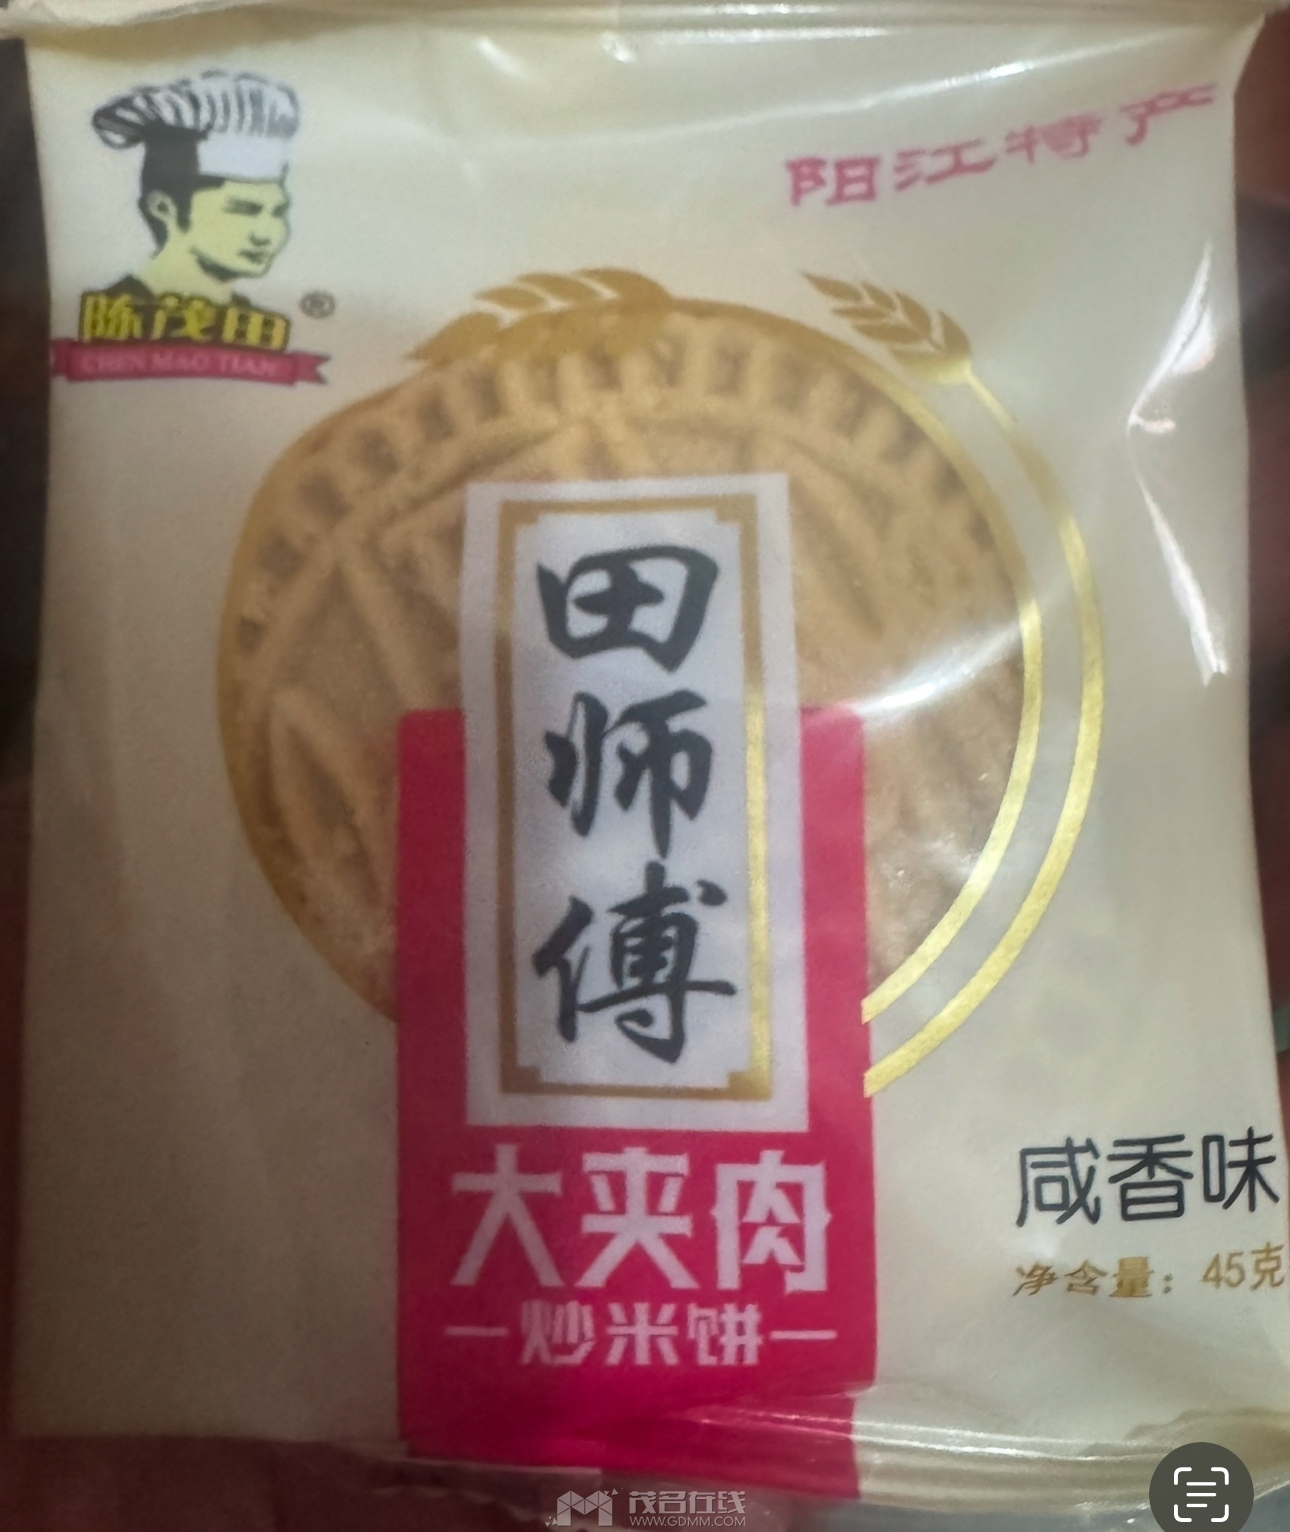 阳江特产
陈茂田®
CHEN MAO TIAN
田师傅
大夹肉
炒米饼
咸香味
净含量：45克
茂名在线
WWW.GDMM.COM